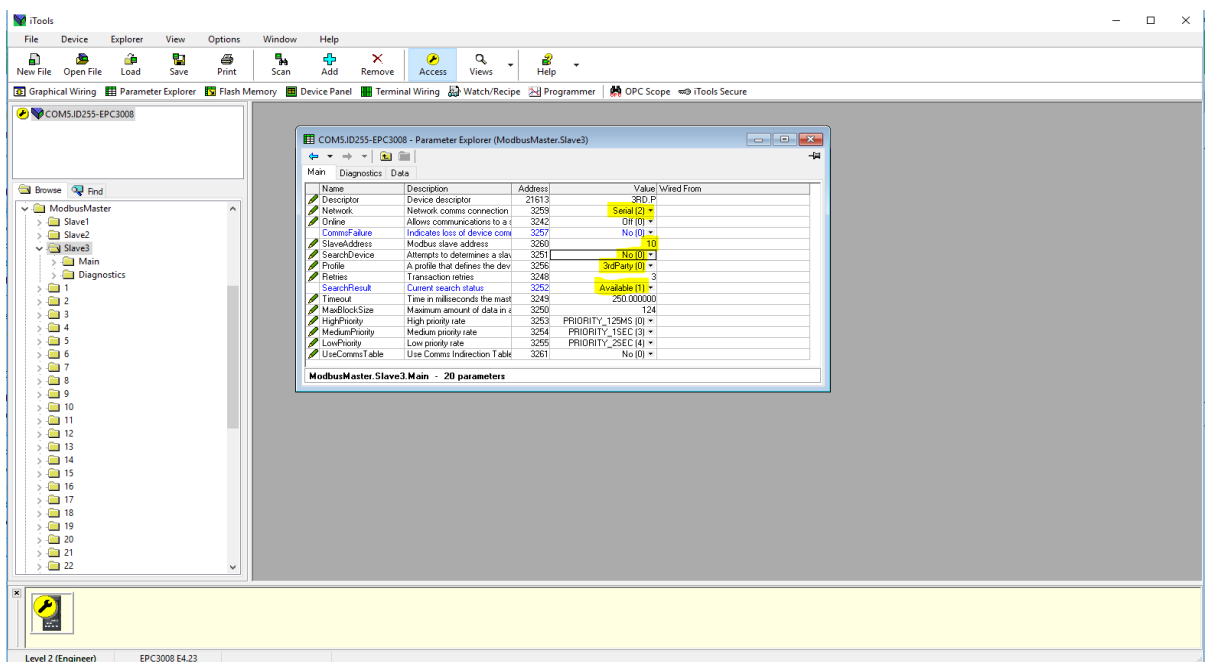 iTools
File Device Explorer View Options Window Help
New File Open File Load Save Print Scan Add Remove Access Views Help
Graphical Wiring Parameter Explorer Flash Memory Device Panel Terminal Wiring Watch/Recipe Programmer OPC Scope iTools Secure
COM5.ID255-EPC3008
Browse Find
ModbusMaster
Slave1
Slave2
Slave3
Main
Diagnostics
1
2
3
4
5
6
7
8
9
10
11
12
13
14
15
16
17
18
19
20
21
22
COM5.ID255-EPC3008 - Parameter Explorer (ModbusMaster.Slave3)
Main Diagnostics Data
Name Description Address Value Wired From
Descriptor Device descriptor 21613 3RD.P
Network Network comms connection 3259 Serial (2)
Online Allows communications to a s 3242 Off (0)
CommsFailure Indicates loss of device com 3257 No (0)
SlaveAddress Modbus slave address 3260 10
SearchDevice Attempts to determines a slav 3251 No (0)
Profile A profile that defines the dev 3256 3rdParty (0)
Retries Transaction retries 3248 3
SearchResult Current search status 3252 Available (1)
Timeout Time in milliseconds the mast 3249 250.000000
MaxBlockSize Maximum amount of data in a 3250 124
HighPriority High priority rate 3253 PRIORITY_125MS (0)
MediumPriority Medium priority rate 3254 PRIORITY_1SEC (3)
LowPriority Low priority rate 3255 PRIORITY_2SEC (4)
UseCommsTable Use Comms Indirection Table 3261 No (0)
ModbusMaster.Slave3.Main - 20 parameters
Level 2 (Engineer) EPC3008 E4.23